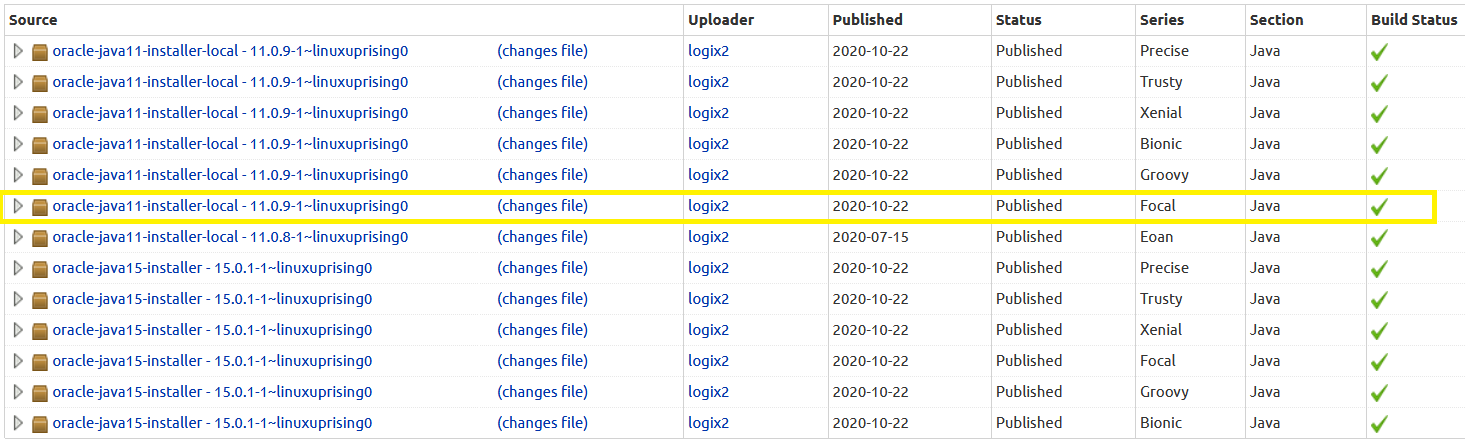 Source Uploader Published Status Series Section Build Status
oracle-java11-installer-local - 11.0.9-1~linuxuprising0 (changes file) logix2 2020-10-22 Published Precise Java
oracle-java11-installer-local - 11.0.9-1~linuxuprising0 (changes file) logix2 2020-10-22 Published Trusty Java
oracle-java11-installer-local - 11.0.9-1~linuxuprising0 (changes file) logix2 2020-10-22 Published Xenial Java
oracle-java11-installer-local - 11.0.9-1~linuxuprising0 (changes file) logix2 2020-10-22 Published Bionic Java
oracle-java11-installer-local - 11.0.9-1~linuxuprising0 (changes file) logix2 2020-10-22 Published Groovy Java
oracle-java11-installer-local - 11.0.9-1~linuxuprising0 (changes file) logix2 2020-10-22 Published Focal Java
oracle-java11-installer-local - 11.0.8-1~linuxuprising0 (changes file) logix2 2020-07-15 Published Eoan Java
oracle-java15-installer - 15.0.1-1~linuxuprising0 (changes file) logix2 2020-10-22 Published Precise Java
oracle-java15-installer - 15.0.1-1~linuxuprising0 (changes file) logix2 2020-10-22 Published Trusty Java
oracle-java15-installer - 15.0.1-1~linuxuprising0 (changes file) logix2 2020-10-22 Published Xenial Java
oracle-java15-installer - 15.0.1-1~linuxuprising0 (changes file) logix2 2020-10-22 Published Focal Java
oracle-java15-installer - 15.0.1-1~linuxuprising0 (changes file) logix2 2020-10-22 Published Groovy Java
oracle-java15-installer - 15.0.1-1~linuxuprising0 (changes file) logix2 2020-10-22 Published Bionic Java